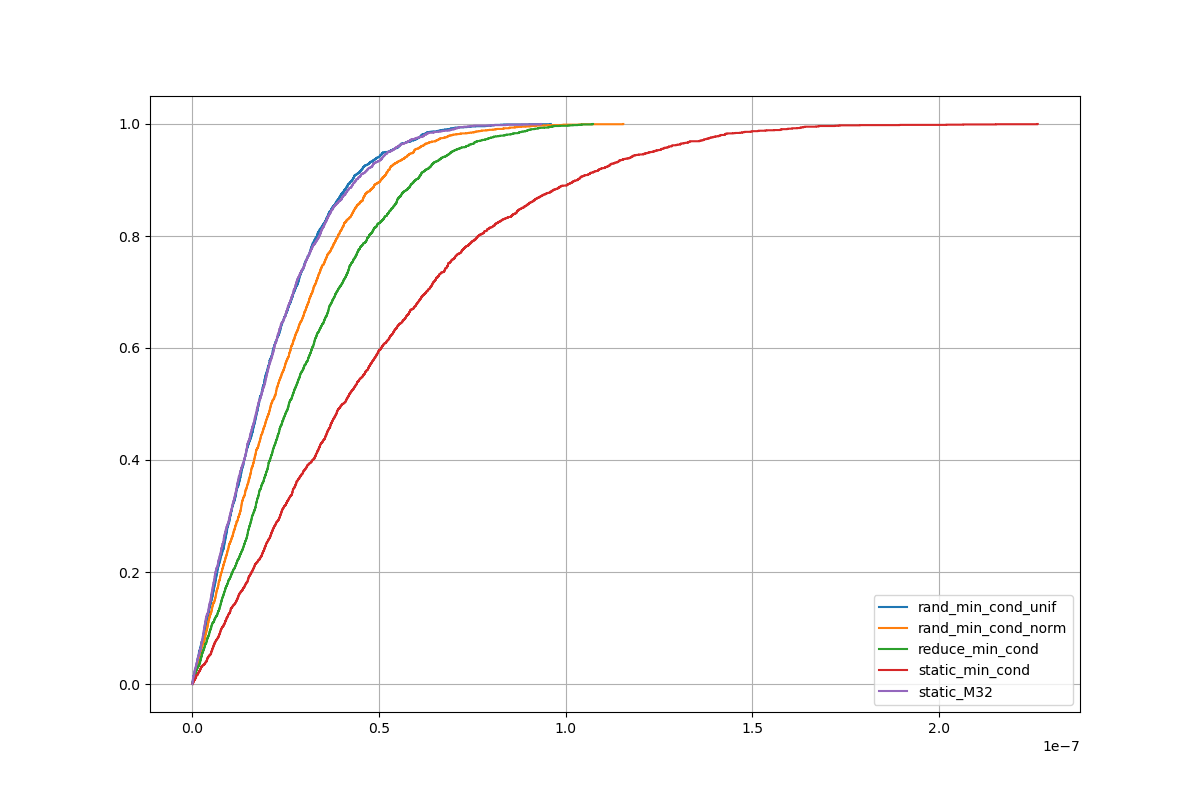 1.0
0.8
0.6
0.4
0.2
0.0
0.0 0.5 1.0 1.5 2.0
1e−7
rand_min_cond_unif
rand_min_cond_norm
reduce_min_cond
static_min_cond
static_M32